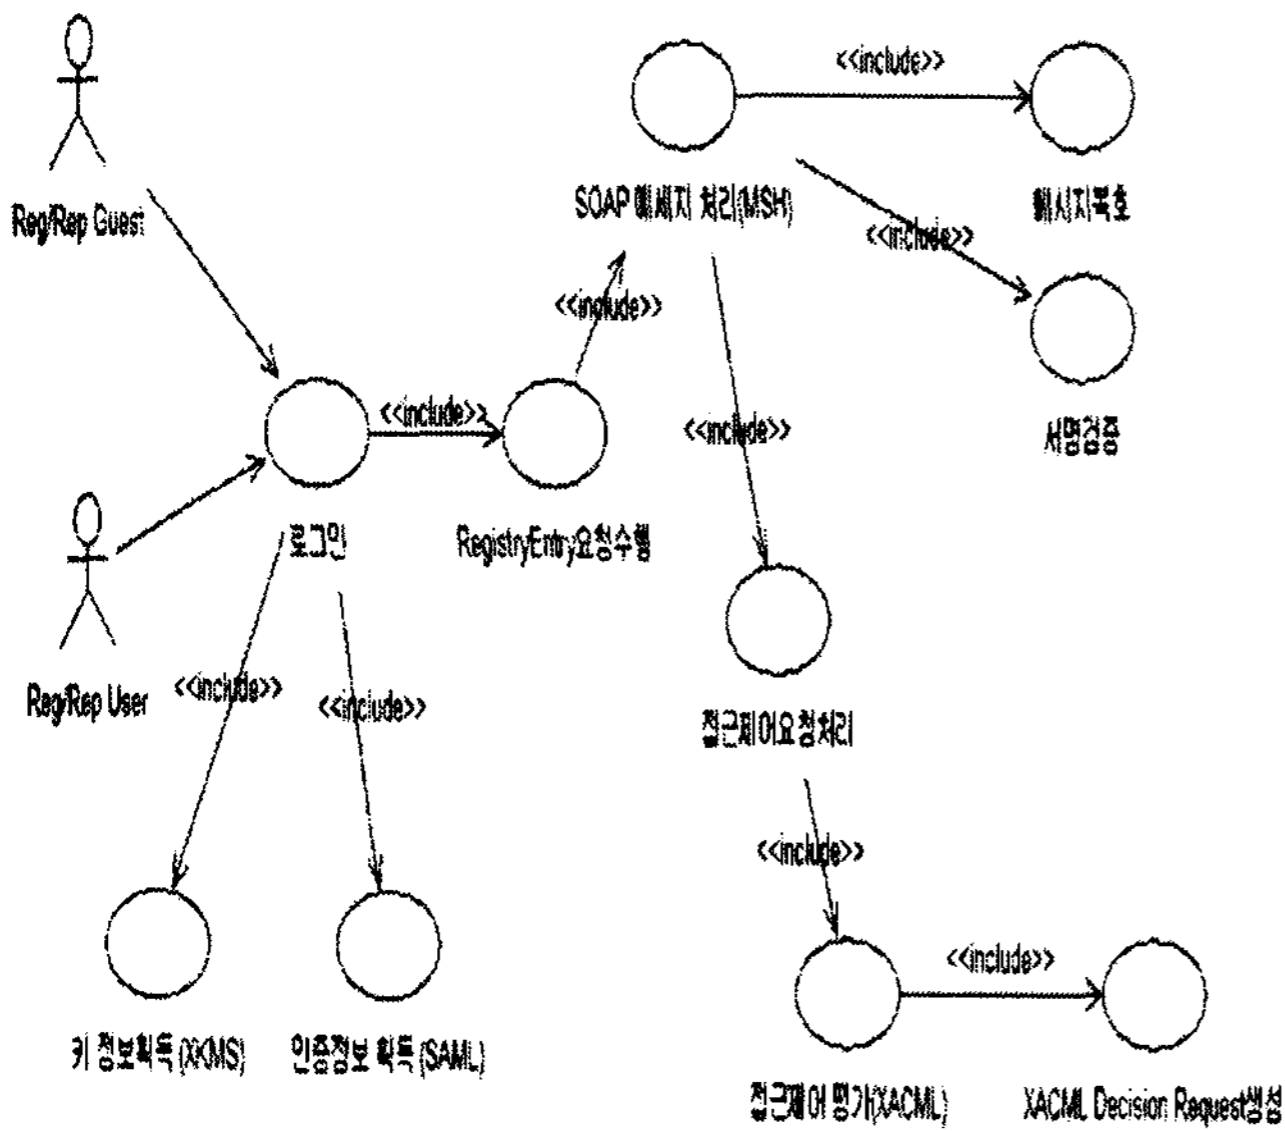 <<include>>
SOAP 메세지 처리(MSH)
메시지복호
Reg/Rep Guest
<<include>>
<<include>>
<<include>>
<<include>>
서명검증
로그인
RegistryEntry요청수행
Reg/Rep User
<<include>>
<<include>>
접근제어요청처리
<<include>>
<<include>>
키 정보획득(XKMS)
인증정보 획득(SAML)
접근제어 평가(XACML)
XACML Decision Request생성